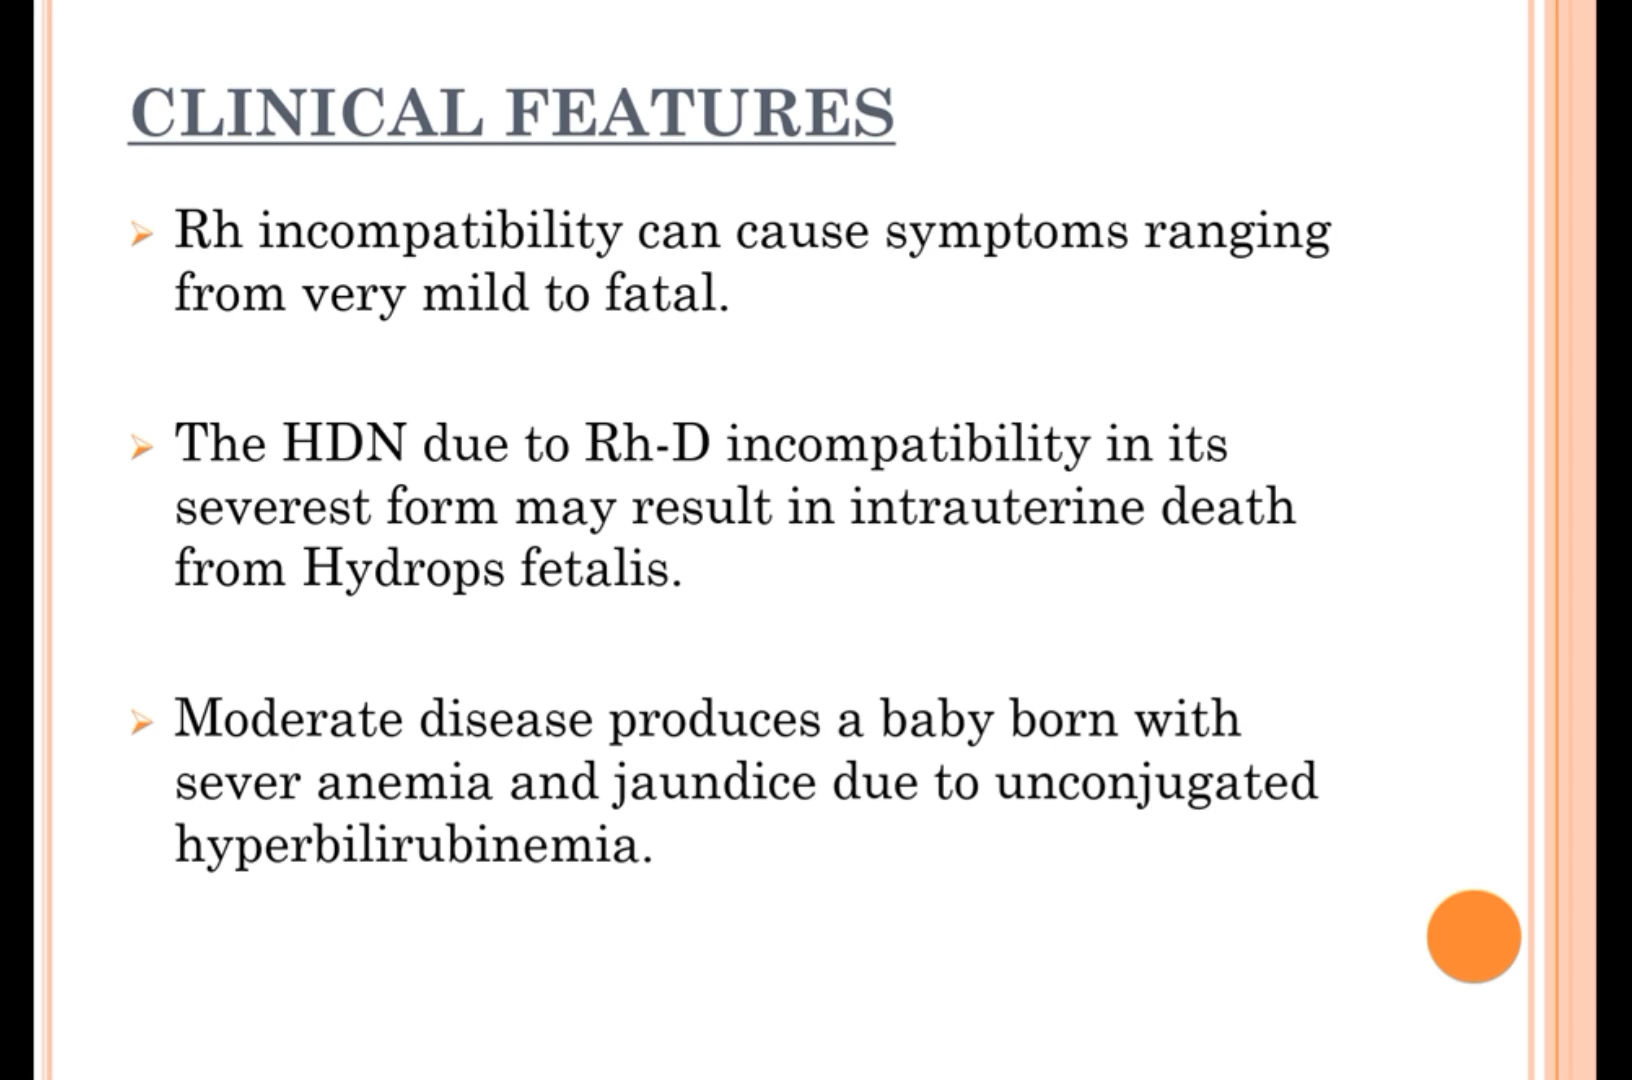 CLINICAL FEATURES
Rh incompatibility can cause symptoms ranging
from very mild to fatal.
The HDN due to Rh-D incompatibility in its
severest form may result in intrauterine death
from Hydrops fetalis.
Moderate disease produces a baby born with
sever anemia and jaundice due to unconjugated
hyperbilirubinemia.